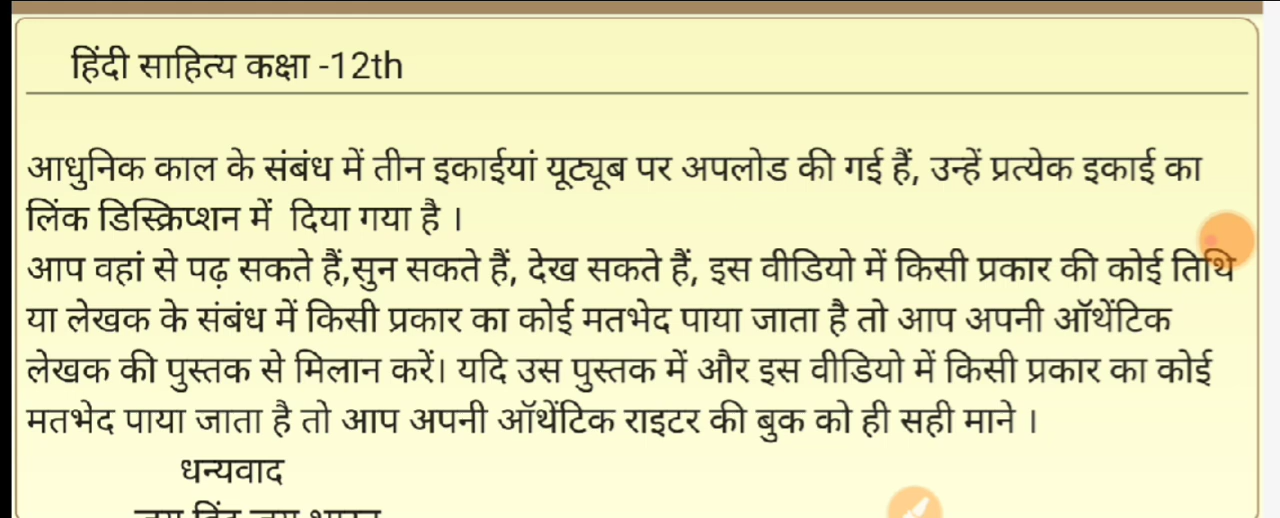 हिंदी साहित्य कक्षा -12th
आधुनिक काल के संबंध में तीन इकाईयां यूट्यूब पर अपलोड की गई हैं, उन्हें प्रत्येक इकाई का
लिंक डिस्क्रिप्शन में दिया गया है ।
आप वहां से पढ़ सकते हैं,सुन सकते हैं, देख सकते हैं, इस वीडियो में किसी प्रकार की कोई तिथि
या लेखक के संबंध में किसी प्रकार का कोई मतभेद पाया जाता है तो आप अपनी ऑथेंटिक
लेखक की पुस्तक से मिलान करें। यदि उस पुस्तक में और इस वीडियो में किसी प्रकार का कोई
मतभेद पाया जाता है तो आप अपनी ऑथेंटिक राइटर की बुक को ही सही माने ।
धन्यवाद